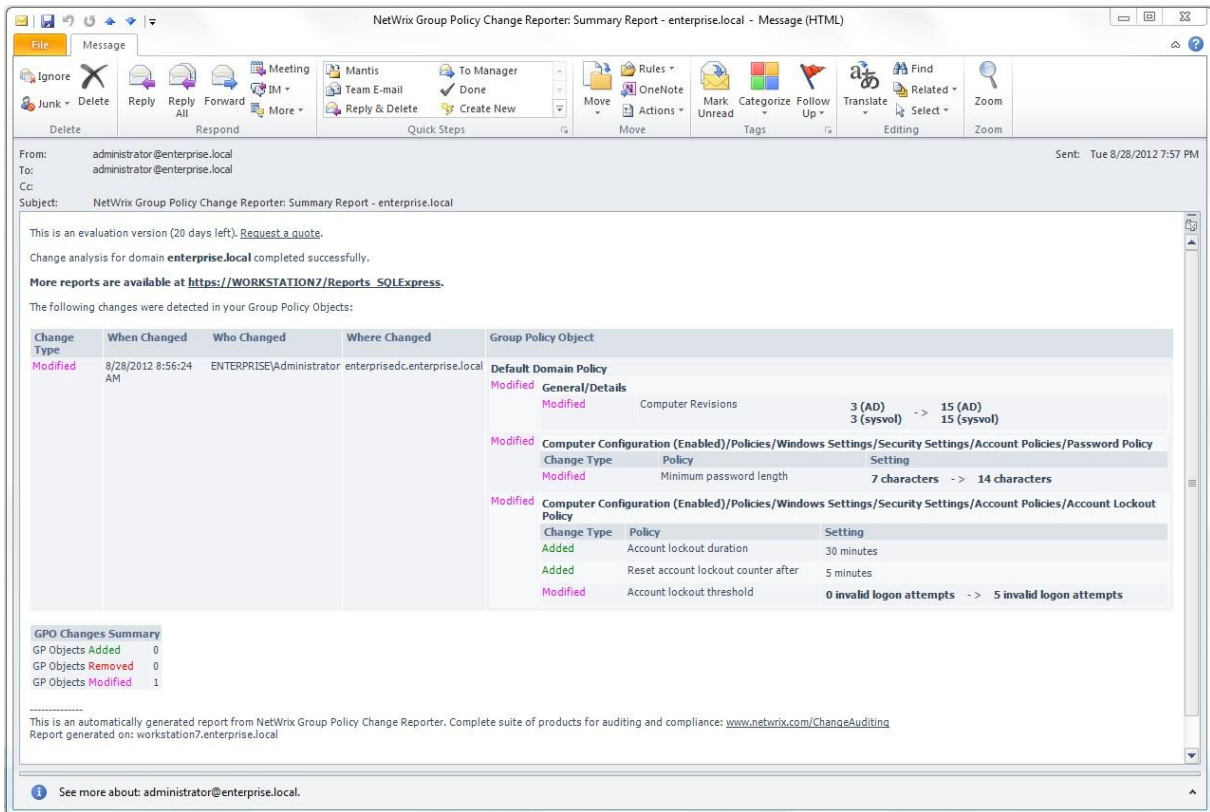 NetWrix Group Policy Change Reporter: Summary Report - enterprise.local - Message (HTML)
File Message
Ignore
Junk
Delete
Delete
Reply
Reply All
Forward
Meeting
IM
More
Respond
Mantis
Team E-mail
Reply & Delete
To Manager
Done
Create New
Quick Steps
Move
Rules
OneNote
Actions
Move
Mark Unread
Categorize
Follow Up
Tags
Translate
Find
Related
Select
Editing
Zoom
Zoom
From: administrator@enterprise.local
Sent: Tue 8/28/2012 7:57 PM
To: administrator@enterprise.local
Cc:
Subject: NetWrix Group Policy Change Reporter: Summary Report - enterprise.local
This is an evaluation version (20 days left). Request a quote.
Change analysis for domain enterprise.local completed successfully.
More reports are available at https://WORKSTATION7/Reports_SQLExpress.
The following changes were detected in your Group Policy Objects:
Change Type When Changed Who Changed Where Changed Group Policy Object
Modified 8/28/2012 8:56:24 AM ENTERPRISE\Administrator enterprisedc.enterprise.local Default Domain Policy
Modified General/Details
Modified Computer Revisions 3 (AD) 3 (sysvol) -> 15 (AD) 15 (sysvol)
Modified Computer Configuration (Enabled)/Policies/Windows Settings/Security Settings/Account Policies/Password Policy
Change Type Policy Setting
Modified Minimum password length 7 characters -> 14 characters
Modified Computer Configuration (Enabled)/Policies/Windows Settings/Security Settings/Account Policies/Account Lockout
Policy
Change Type Policy Setting
Added Account lockout duration 30 minutes
Added Reset account lockout counter after 5 minutes
Modified Account lockout threshold 0 invalid logon attempts -> 5 invalid logon attempts
GPO Changes Summary
GP Objects Added 0
GP Objects Removed 0
GP Objects Modified 1
--------------
This is an automatically generated report from NetWrix Group Policy Change Reporter. Complete suite of products for auditing and compliance: www.netwrix.com/ChangeAuditing
Report generated on: workstation7.enterprise.local
See more about: administrator@enterprise.local.